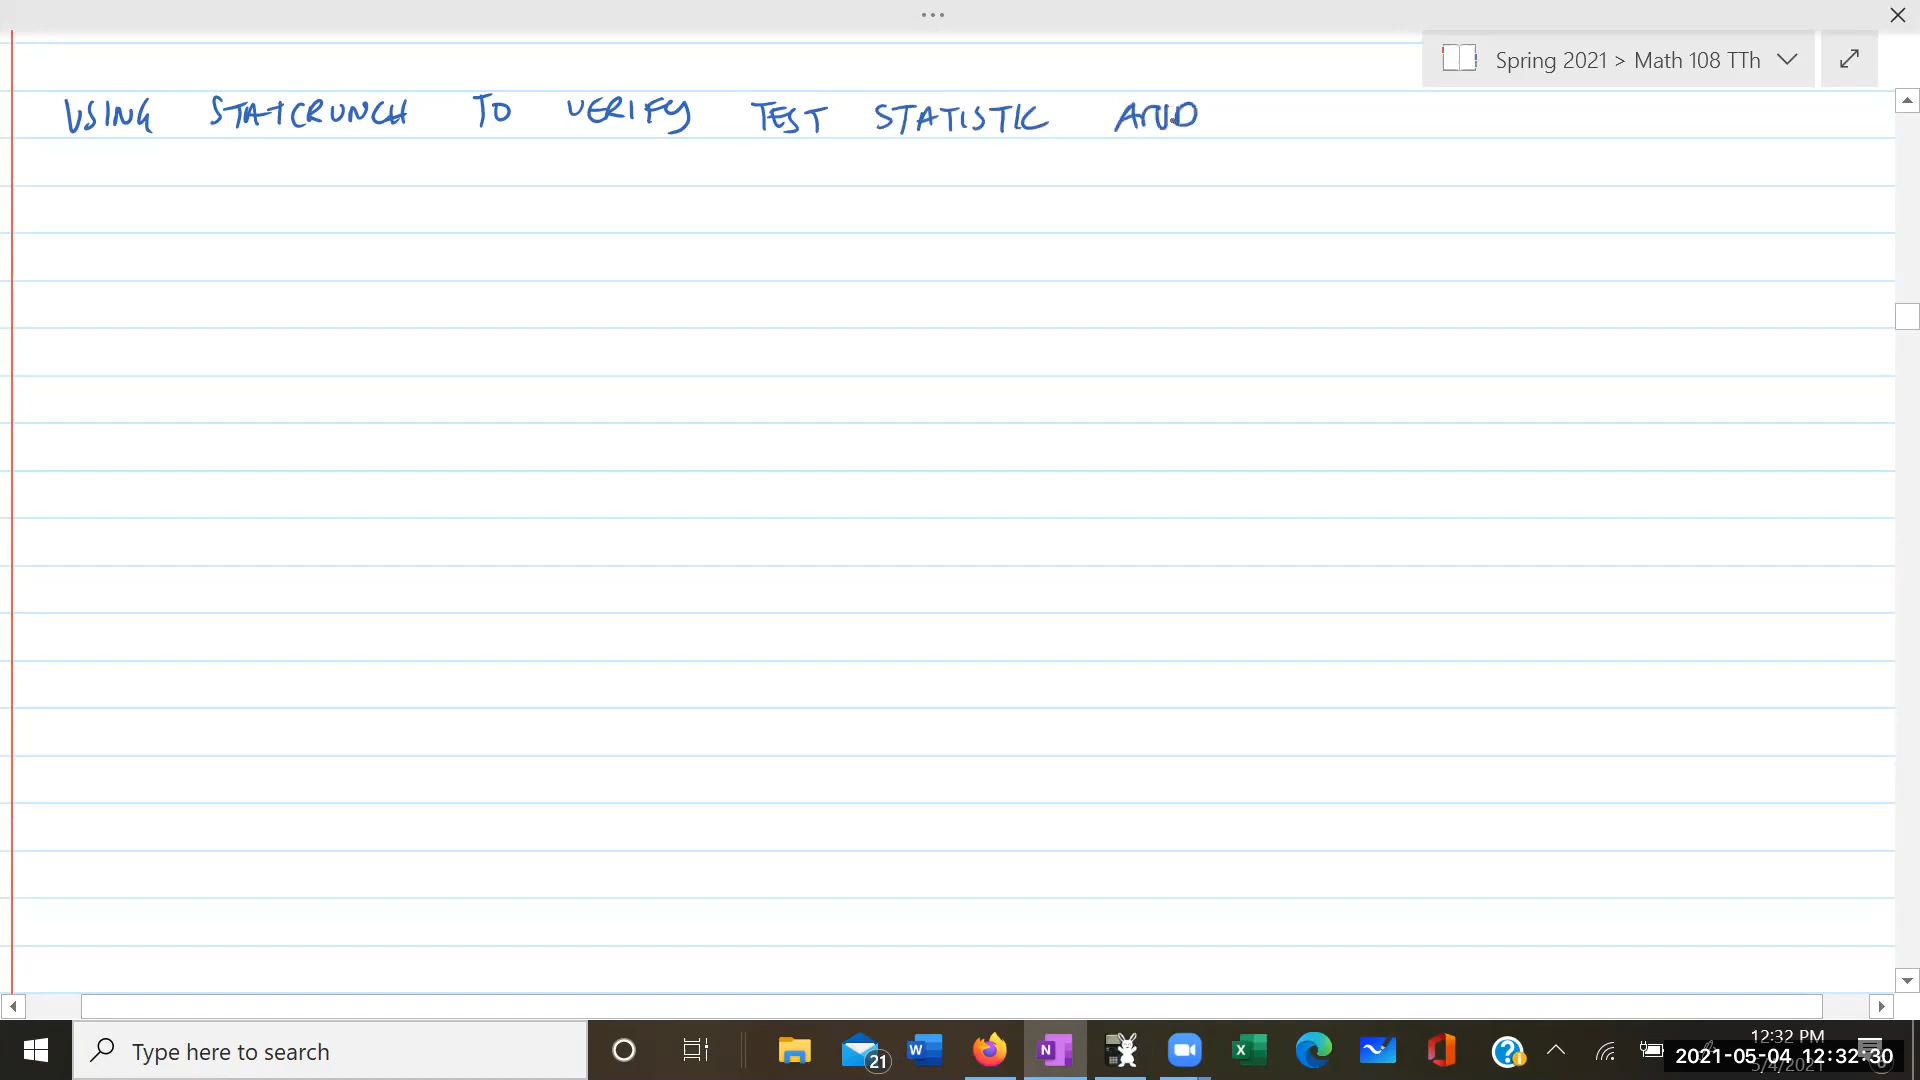 Spring 2021 > Math 108 TTh
USING STATCRUNCH TO VERIFY TEST STATISTIC AND
Type here to search
21
12:32 PM
2021-05-04 12:32:30